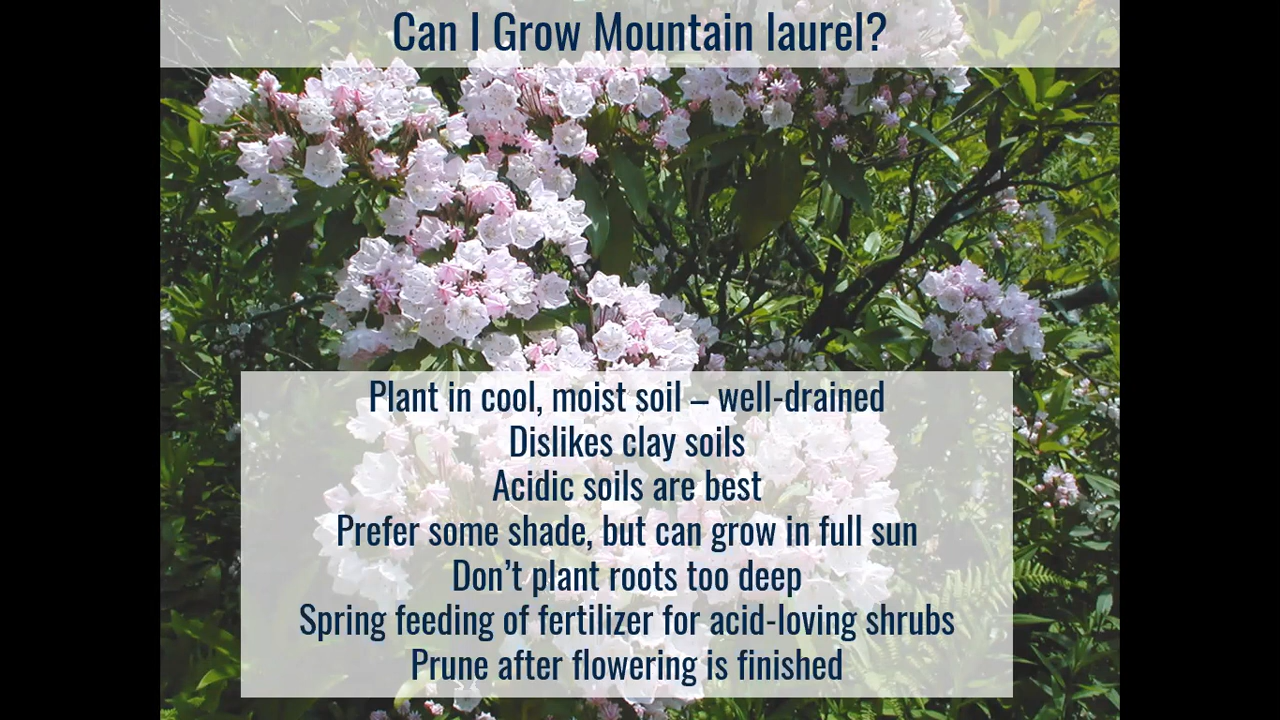 Can I Grow Mountain laurel?
Plant in cool, moist soil – well-drained
Dislikes clay soils
Acidic soils are best
Prefer some shade, but can grow in full sun
Don’t plant roots too deep
Spring feeding of fertilizer for acid-loving shrubs
Prune after flowering is finished